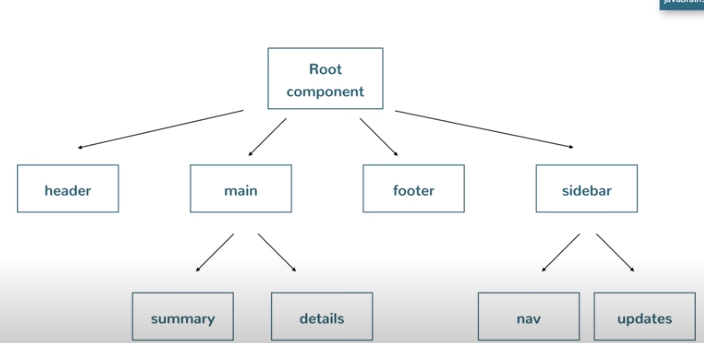 Root
component
header
main
footer
sidebar
summary
details
nav
updates